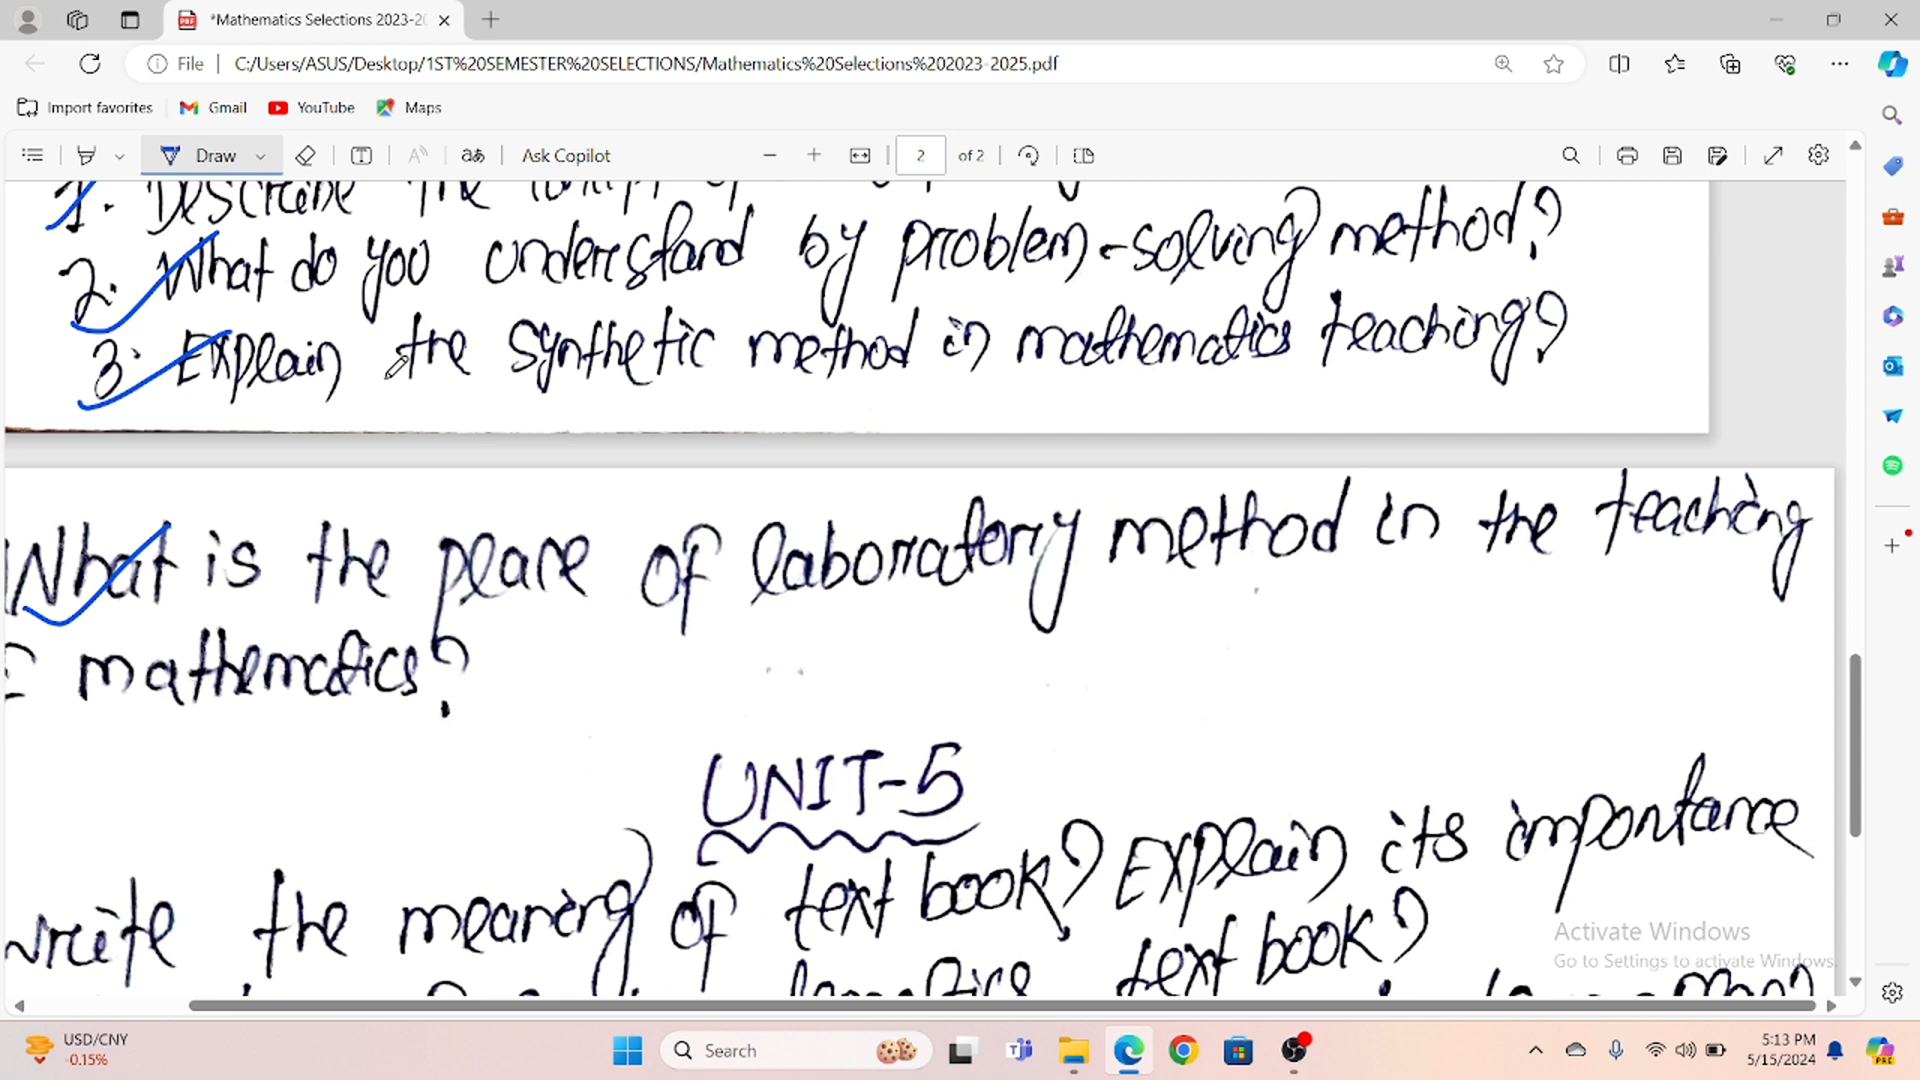 *Mathematics Selections 2023-20
File C:/Users/ASUS/Desktop/1ST%20SEMESTER%20SELECTIONS/Mathematics%20Selections%202023-2025.pdf
Import favorites Gmail YouTube Maps
Draw Ask Copilot 2 of 2
1. Describe the
2. What do you understand by problem-solving method?
3. Explain the synthetic method in mathematics teaching?
What is the place of laboratory method in the teaching
mathematics?
UNIT-5
write the meaning of text book? Explain its importance
text book?
Activate Windows
Go to Settings to activate Windows.
USD/CNY
-0.15%
Search
5:13 PM
5/15/2024